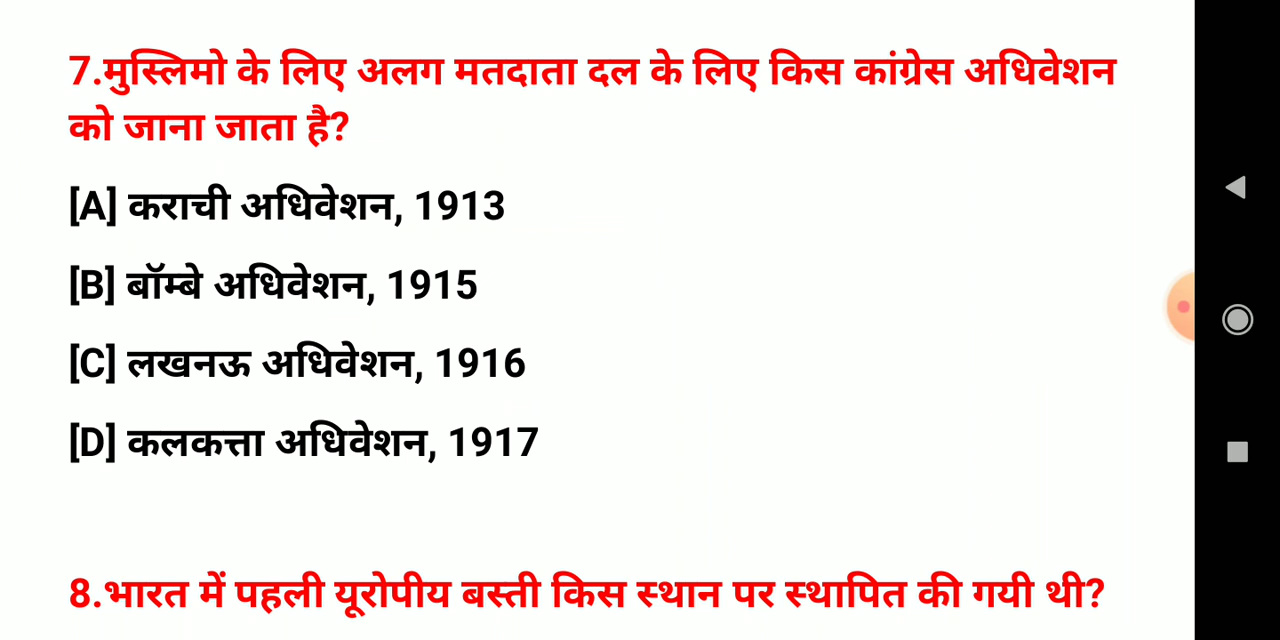 7.मुस्लिमो के लिए अलग मतदाता दल के लिए किस कांग्रेस अधिवेशन
को जाना जाता है?
[A] कराची अधिवेशन, 1913
[B] बॉम्बे अधिवेशन, 1915
[C] लखनऊ अधिवेशन, 1916
[D] कलकत्ता अधिवेशन, 1917
8.भारत में पहली यूरोपीय बस्ती किस स्थान पर स्थापित की गयी थी?